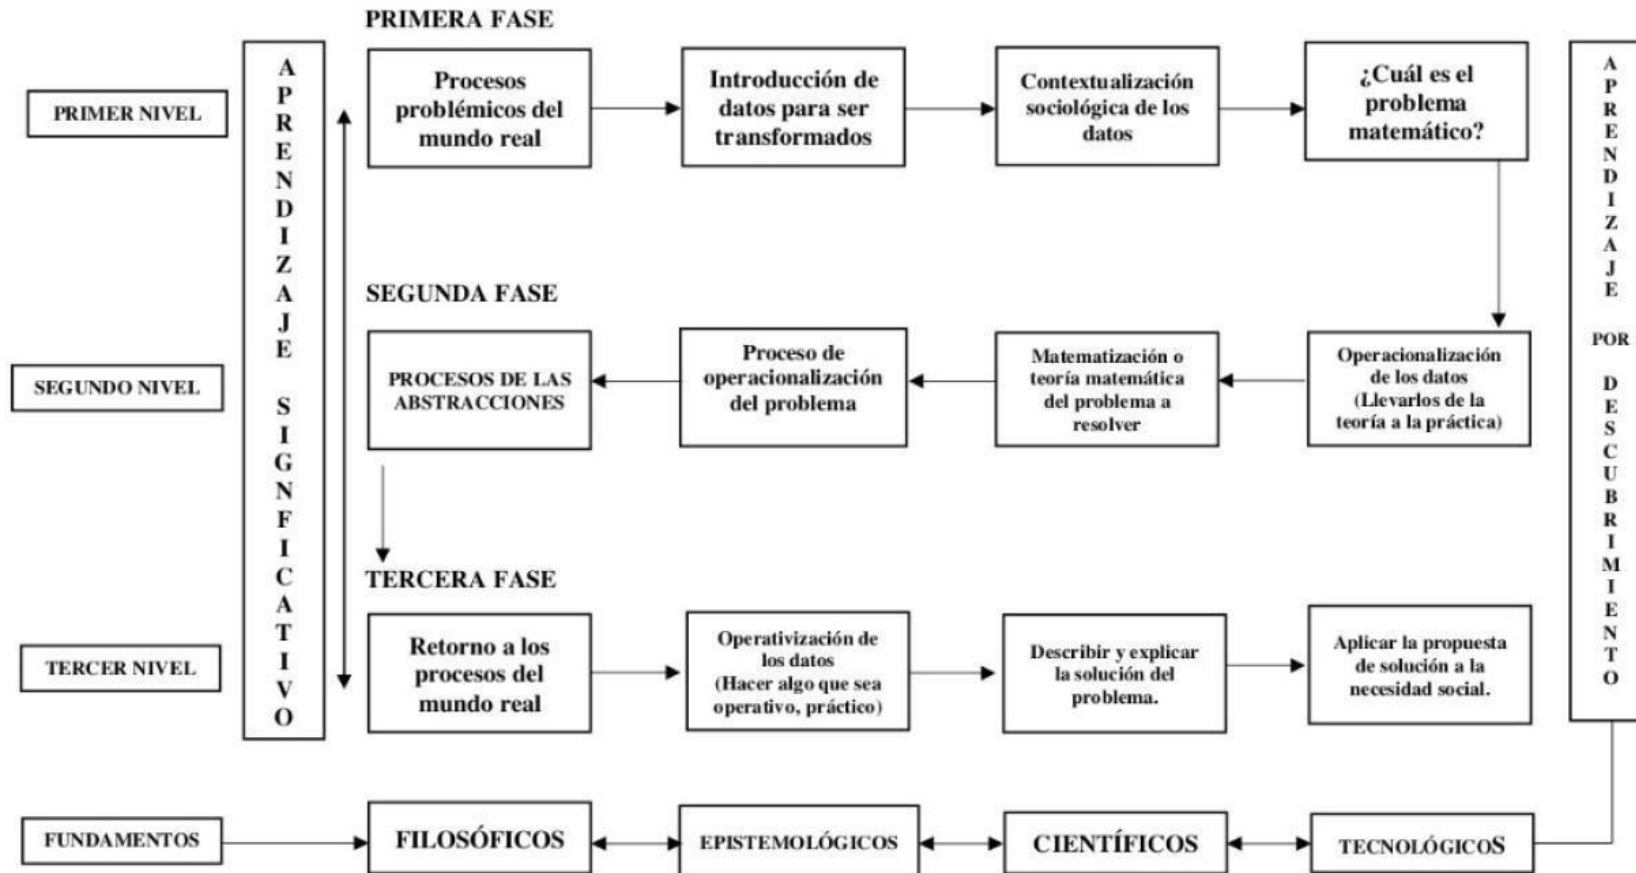 PRIMERA FASE
PRIMER NIVEL
APRENDIZAJE SIGNFICATIVO
Procesos
problémicos del
mundo real
Introducción de
datos para ser
transformados
Contextualización
sociológica de los
datos
¿Cuál es el
problema
matemático?
APRENDIZAJE POR DESCUBRIMIENTO
SEGUNDA FASE
SEGUNDO NIVEL
PROCESOS DE LAS
ABSTRACCIONES
Proceso de
operacionalización
del problema
Matematización o
teoría matemática
del problema a
resolver
Operacionalización
de los datos
(Llevarlos de la
teoría a la práctica)
TERCERA FASE
TERCER NIVEL
Retorno a los
procesos del
mundo real
Operativización de
los datos
(Hacer algo que sea
operativo, práctico)
Describir y explicar
la solución del
problema.
Aplicar la propuesta
de solución a la
necesidad social.
FUNDAMENTOS
FILOSÓFICOS
EPISTEMOLÓGICOS
CIENTÍFICOS
TECNOLÓGICOS